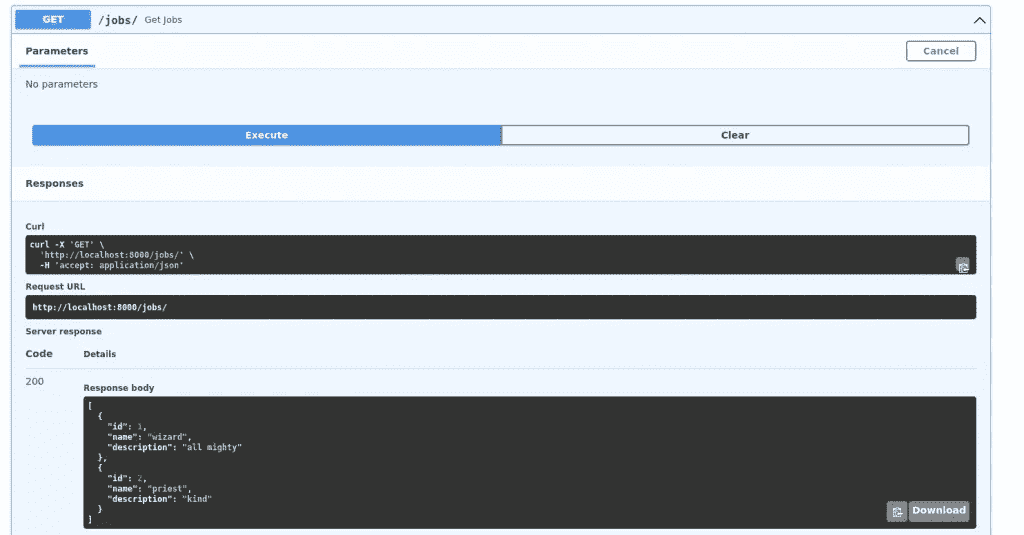 GET /jobs/ Get Jobs
Parameters Cancel
No parameters
Execute Clear
Responses
Curl
curl -X 'GET' \
'http://localhost:8000/jobs/' \
-H 'accept: application/json'
Request URL
http://localhost:8000/jobs/
Server response
Code Details
200
Response body
[
{
"id": 1,
"name": "wizard",
"description": "all mighty"
},
{
"id": 2,
"name": "priest",
"description": "kind"
}
]
Download